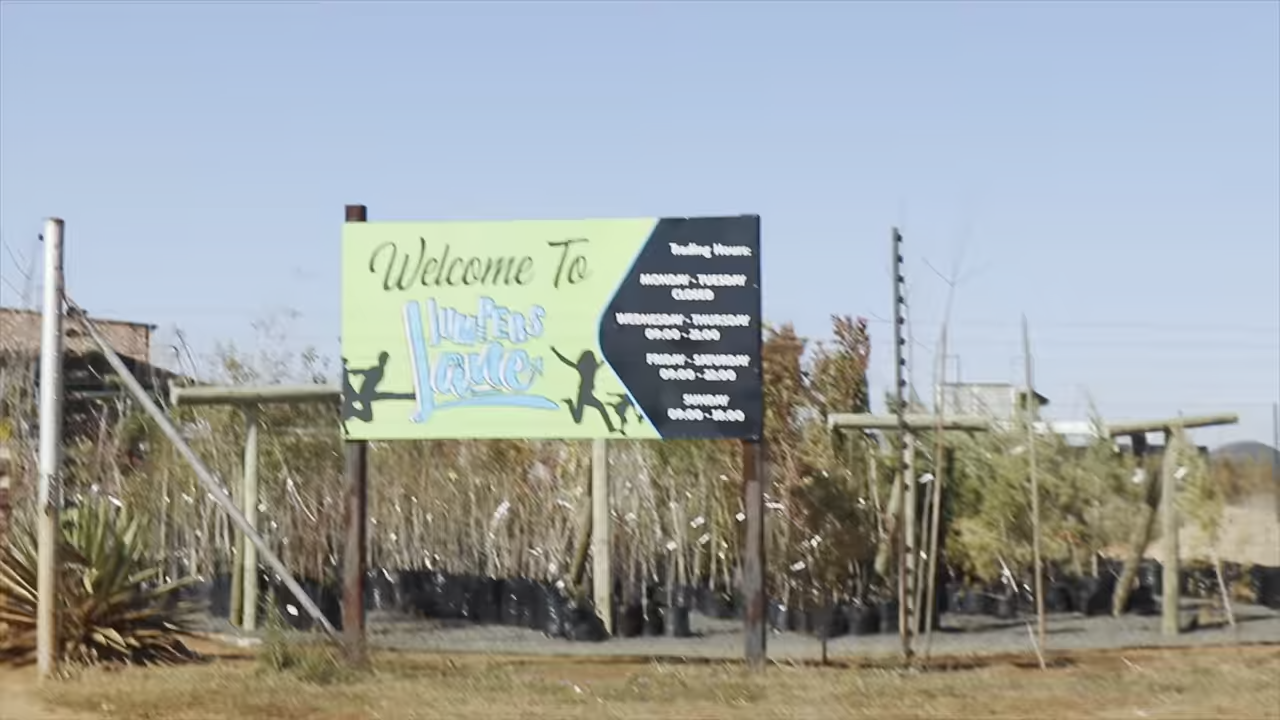 Welcome To
JUMPERS
Lane
Trading Hours:
MONDAY - TUESDAY
CLOSED
WEDNESDAY - THURSDAY
09:00 - 21:00
FRIDAY - SATURDAY
09:00 - 22:00
SUNDAY
09:00 - 18:00